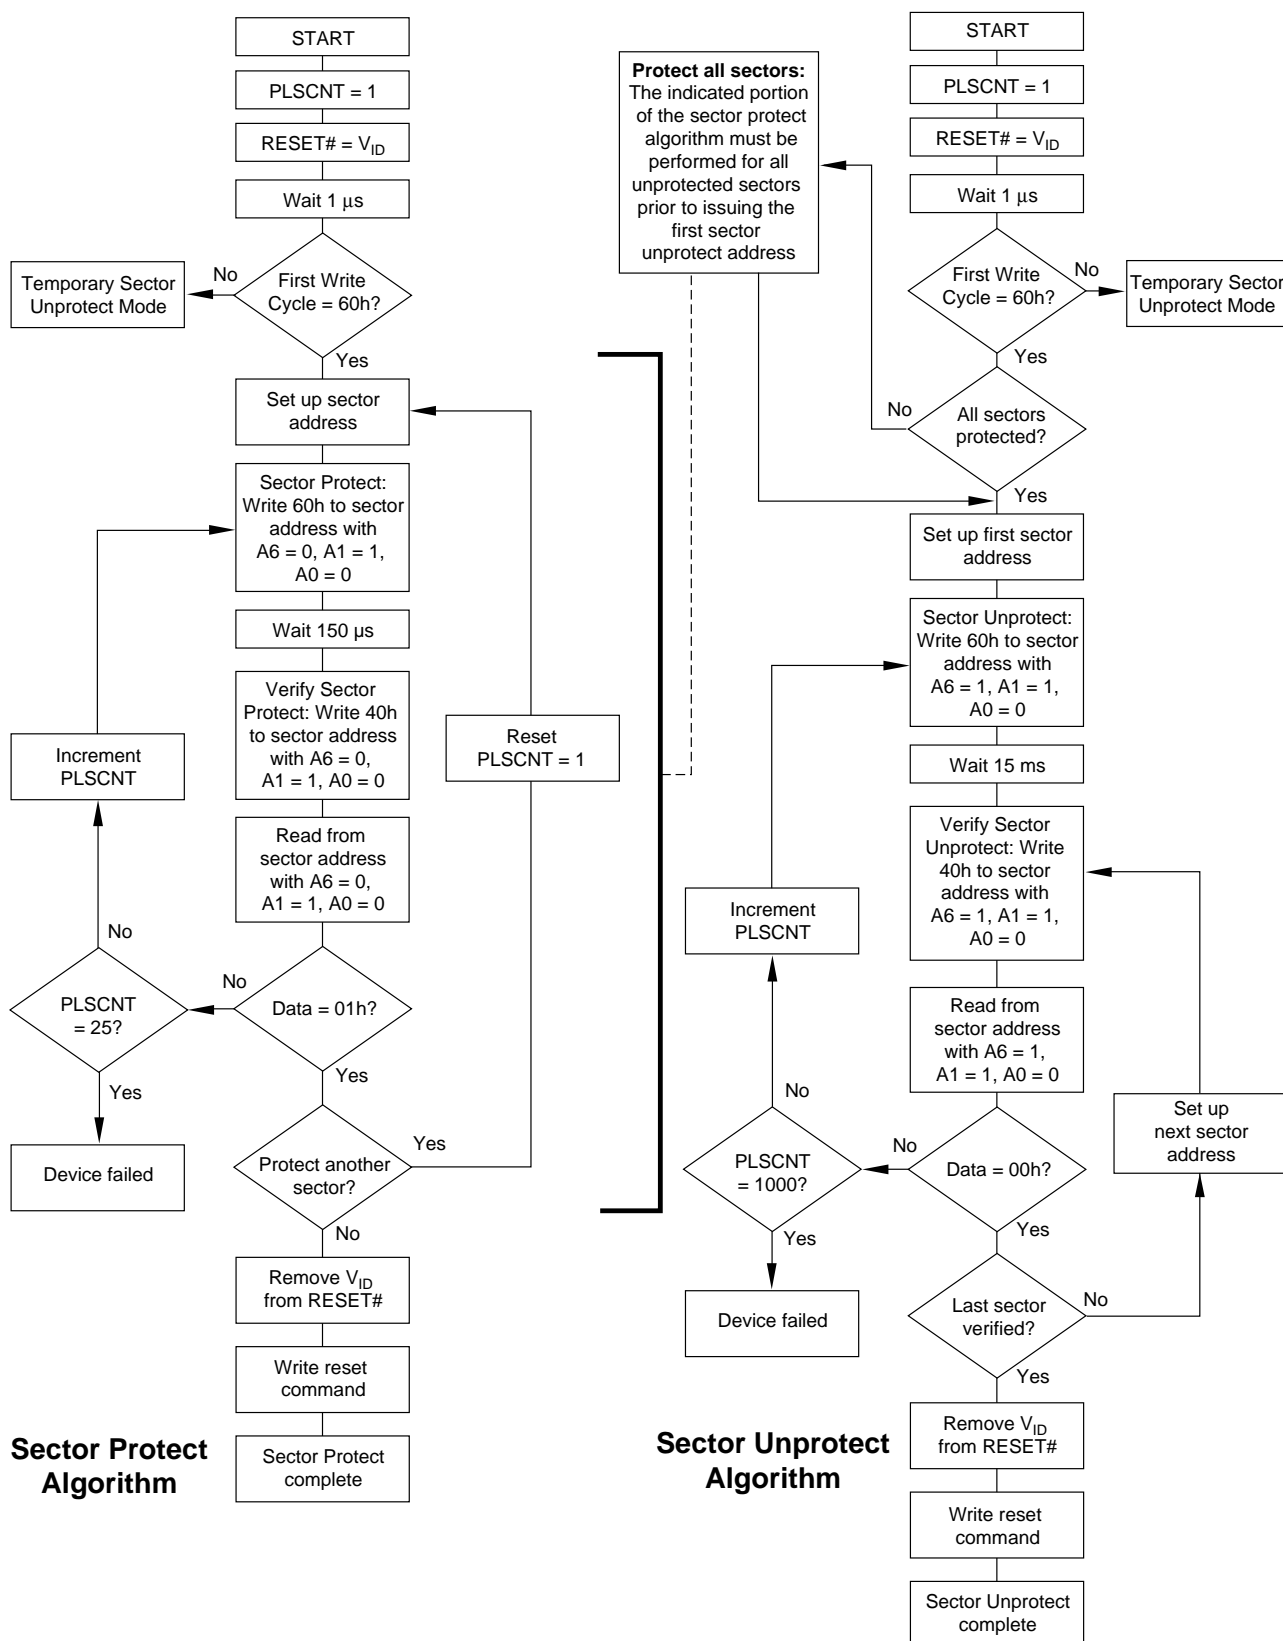 START
PLSCNT = 1
RESET# = VID
Wait 1 μs
First Write
Cycle = 60h?
No
Temporary Sector
Unprotect Mode
Yes
Set up sector
address
Sector Protect:
Write 60h to sector
address with
A6 = 0, A1 = 1,
A0 = 0
Wait 150 µs
Verify Sector
Protect: Write 40h
to sector address
with A6 = 0,
A1 = 1, A0 = 0
Reset
PLSCNT = 1
Increment
PLSCNT
Read from
sector address
with A6 = 0,
A1 = 1, A0 = 0
No
No
PLSCNT
= 25?
Data = 01h?
Yes
Yes
Device failed
Protect another
sector?
Yes
No
Remove VID
from RESET#
Write reset
command
Sector Protect
complete
Sector Protect
Algorithm
Protect all sectors:
The indicated portion
of the sector protect
algorithm must be
performed for all
unprotected sectors
prior to issuing the
first sector
unprotect address
START
PLSCNT = 1
RESET# = VID
Wait 1 μs
First Write
Cycle = 60h?
No
Temporary Sector
Unprotect Mode
Yes
No
All sectors
protected?
Yes
Set up first sector
address
Sector Unprotect:
Write 60h to sector
address with
A6 = 1, A1 = 1,
A0 = 0
Wait 15 ms
Verify Sector
Unprotect: Write
40h to sector
address with
A6 = 1, A1 = 1,
A0 = 0
Increment
PLSCNT
Read from
sector address
with A6 = 1,
A1 = 1, A0 = 0
No
No
PLSCNT
= 1000?
Data = 00h?
Set up
next sector
address
Yes
Yes
Device failed
Last sector
verified?
No
Yes
Remove VID
from RESET#
Write reset
command
Sector Unprotect
complete
Sector Unprotect
Algorithm